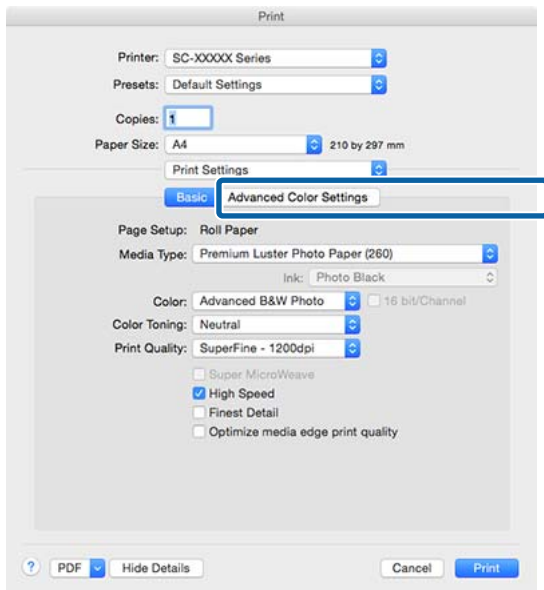 Print
Printer: SC-XXXXX Series
Presets: Default Settings
Copies: 1
Paper Size: A4 210 by 297 mm
Print Settings
Basic Advanced Color Settings
Page Setup: Roll Paper
Media Type: Premium Luster Photo Paper (260)
Ink: Photo Black
Color: Advanced B&W Photo 16 bit/Channel
Color Toning: Neutral
Print Quality: SuperFine - 1200dpi
Super MicroWeave
High Speed
Finest Detail
Optimize media edge print quality
? PDF Hide Details Cancel Print